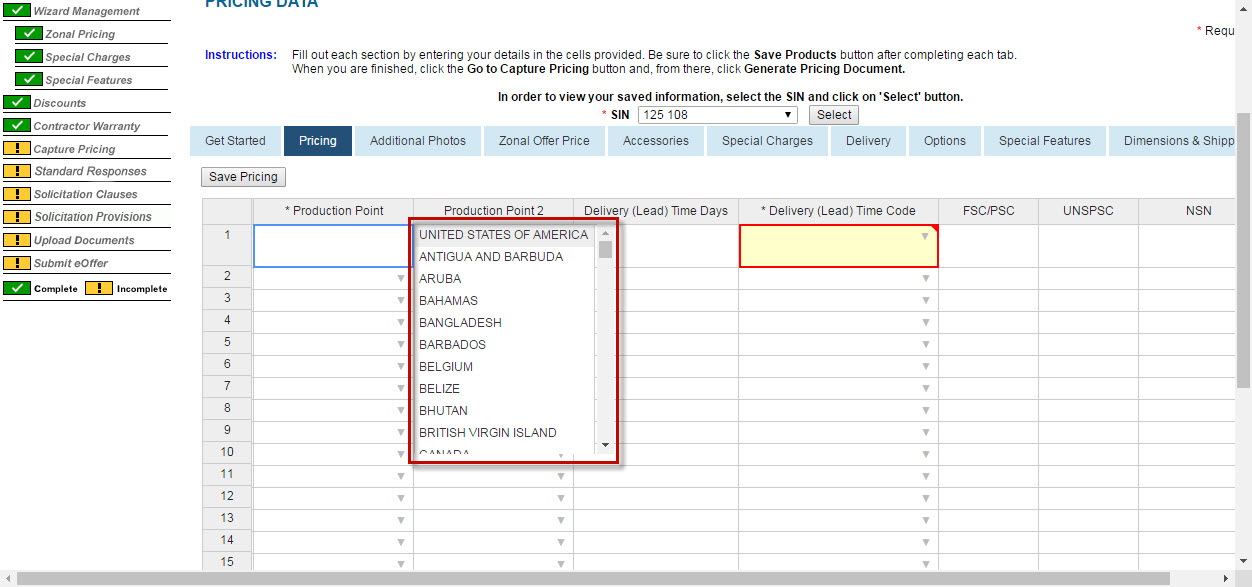 PRICING DATA
Wizard Management
Zonal Pricing
Special Charges
Special Features
Discounts
Contractor Warranty
Capture Pricing
Standard Responses
Solicitation Clauses
Solicitation Provisions
Upload Documents
Submit eOffer
Complete Incomplete
* Requ
Instructions: Fill out each section by entering your details in the cells provided. Be sure to click the Save Products button after completing each tab.
When you are finished, click the Go to Capture Pricing button and, from there, click Generate Pricing Document.
In order to view your saved information, select the SIN and click on 'Select' button.
* SIN 125 108 Select
Get Started Pricing Additional Photos Zonal Offer Price Accessories Special Charges Delivery Options Special Features Dimensions & Shipp
Save Pricing
* Production Point Production Point 2 Delivery (Lead) Time Days * Delivery (Lead) Time Code FSC/PSC UNSPSC NSN
1
2
3
4
5
6
7
8
9
10
11
12
13
14
15
UNITED STATES OF AMERICA
ANTIGUA AND BARBUDA
ARUBA
BAHAMAS
BANGLADESH
BARBADOS
BELGIUM
BELIZE
BHUTAN
BRITISH VIRGIN ISLAND
CANADA